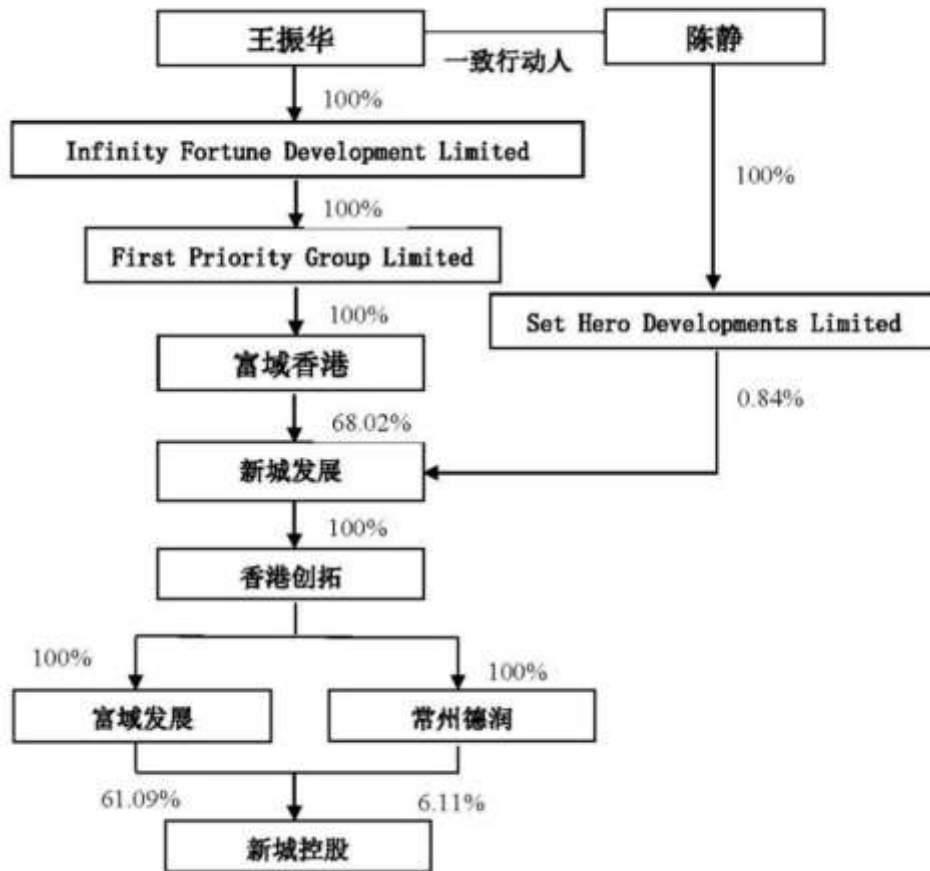 王振华
陈静
一致行动人
100%
Infinity Fortune Development Limited
100%
100%
First Priority Group Limited
Set Hero Developments Limited
100%
富域香港
0.84%
68.02%
新城发展
100%
香港创拓
100%
100%
富域发展
常州德润
61.09%
6.11%
新城控股